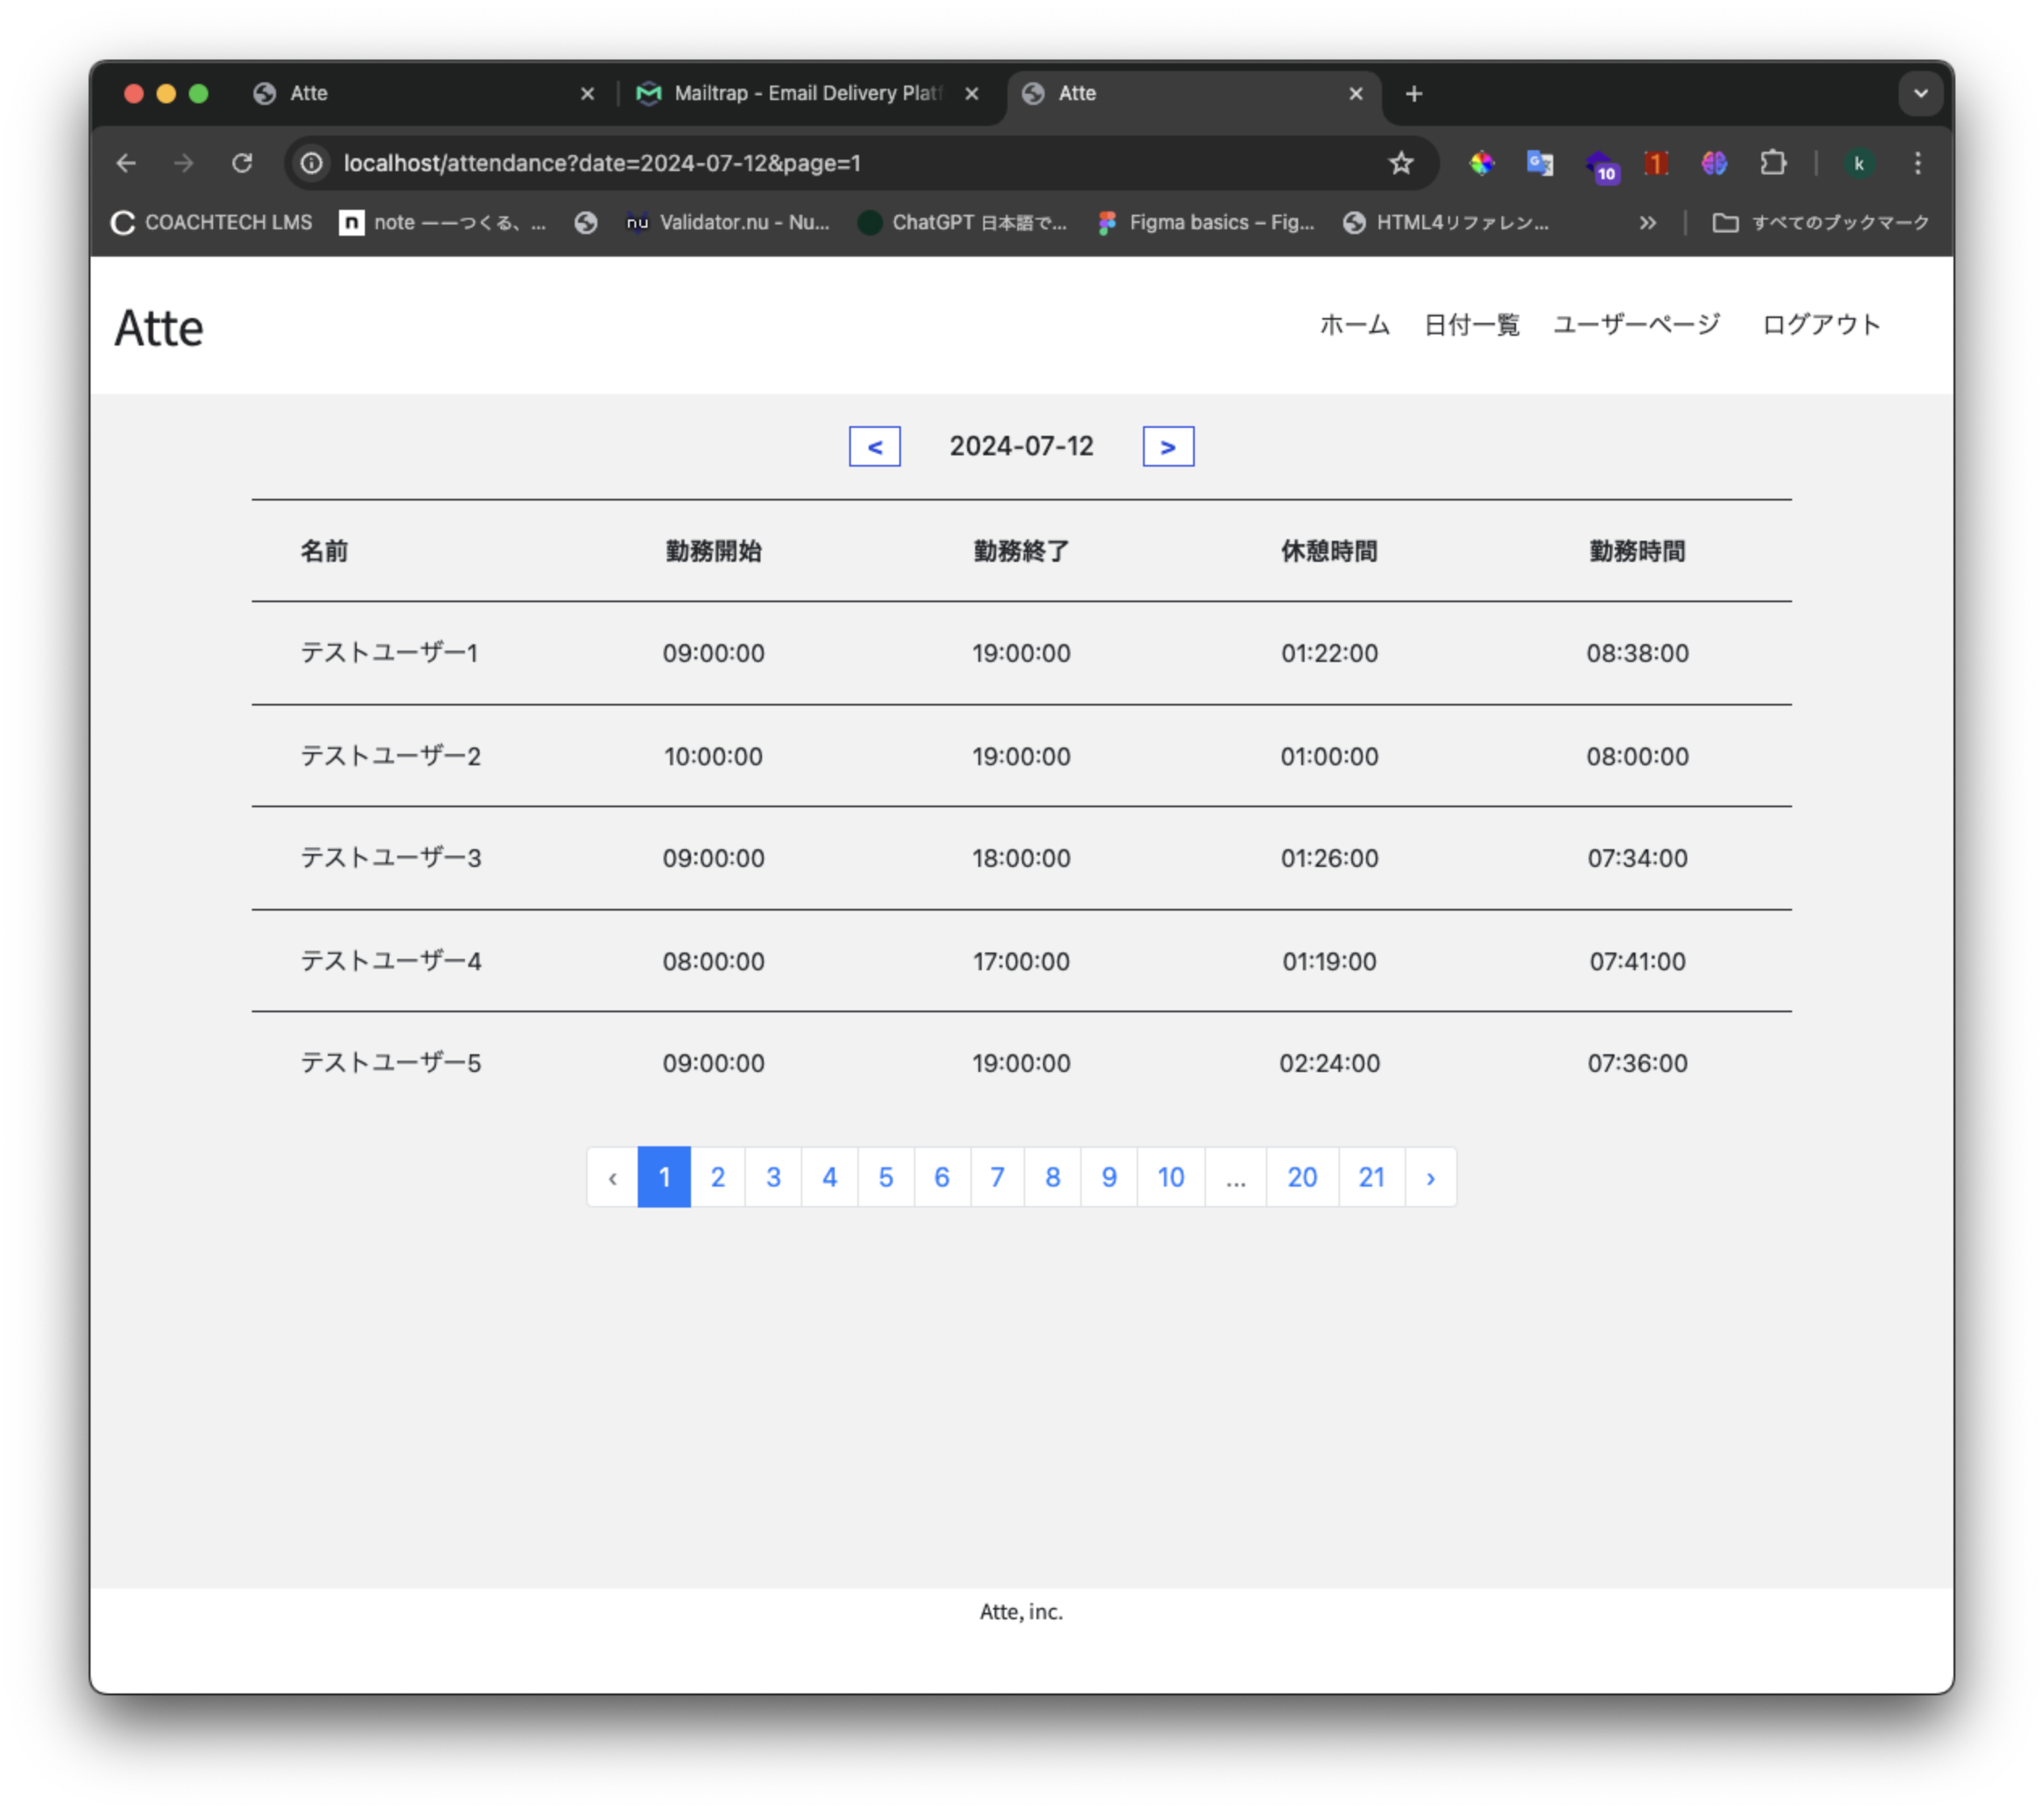 Atte
Mailtrap - Email Delivery Platf
Atte
localhost/attendance?date=2024-07-12&page=1
10
1
k
COACHTECH LMS
n note ーーつくる、...
nu Validator.nu - Nu...
ChatGPT 日本語で...
Figma basics – Fig...
HTML4リファレン...
すべてのブックマーク
Atte
ホーム 日付一覧 ユーザーページ ログアウト
< 2024-07-12 >
名前 勤務開始 勤務終了 休憩時間 勤務時間
テストユーザー1 09:00:00 19:00:00 01:22:00 08:38:00
テストユーザー2 10:00:00 19:00:00 01:00:00 08:00:00
テストユーザー3 09:00:00 18:00:00 01:26:00 07:34:00
テストユーザー4 08:00:00 17:00:00 01:19:00 07:41:00
テストユーザー5 09:00:00 19:00:00 02:24:00 07:36:00
‹ 1 2 3 4 5 6 7 8 9 10 ... 20 21 ›
Atte, inc.